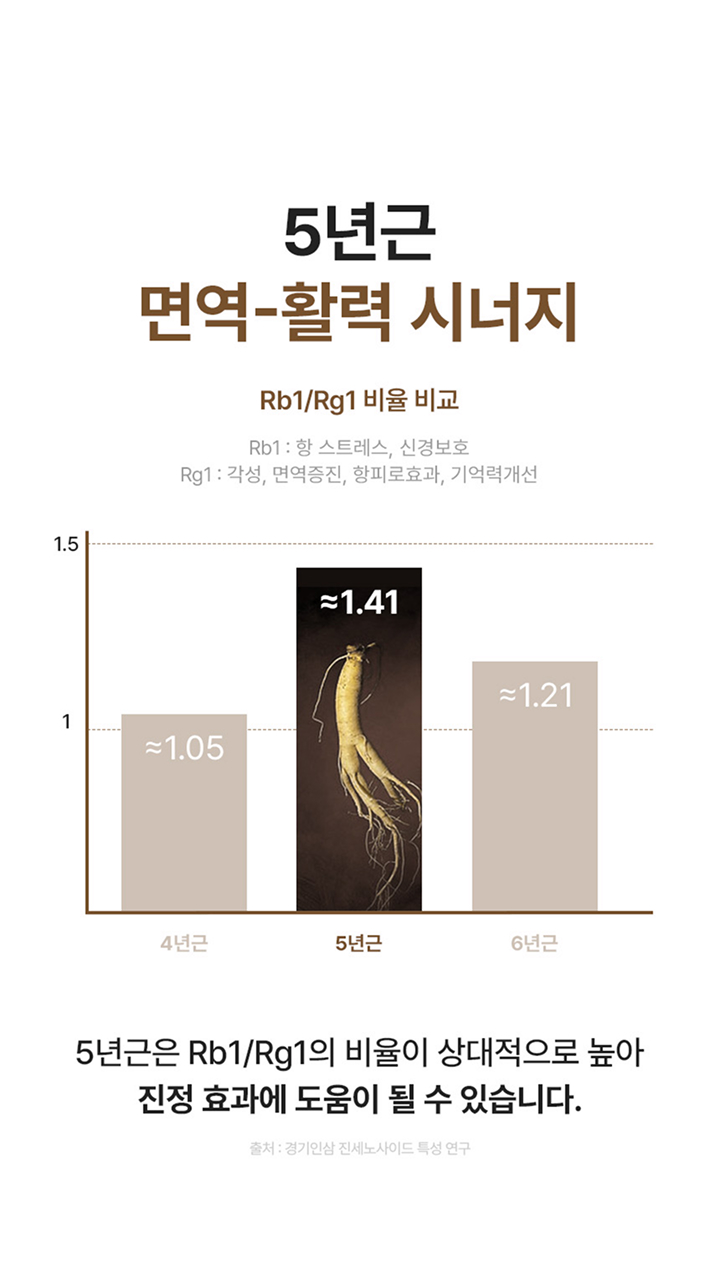 5년근
면역-활력 시너지
Rb1/Rg1 비율 비교
Rb1 : 항 스트레스, 신경보호
Rg1 : 각성, 면역증진, 항피로효과, 기억력개선
1.5
≈1.41
≈1.21
1
≈1.05
4년근
5년근
6년근
5년근은 Rb1/Rg1의 비율이 상대적으로 높아
진정 효과에 도움이 될 수 있습니다.
출처 : 경기인삼 진세노사이드 특성 연구